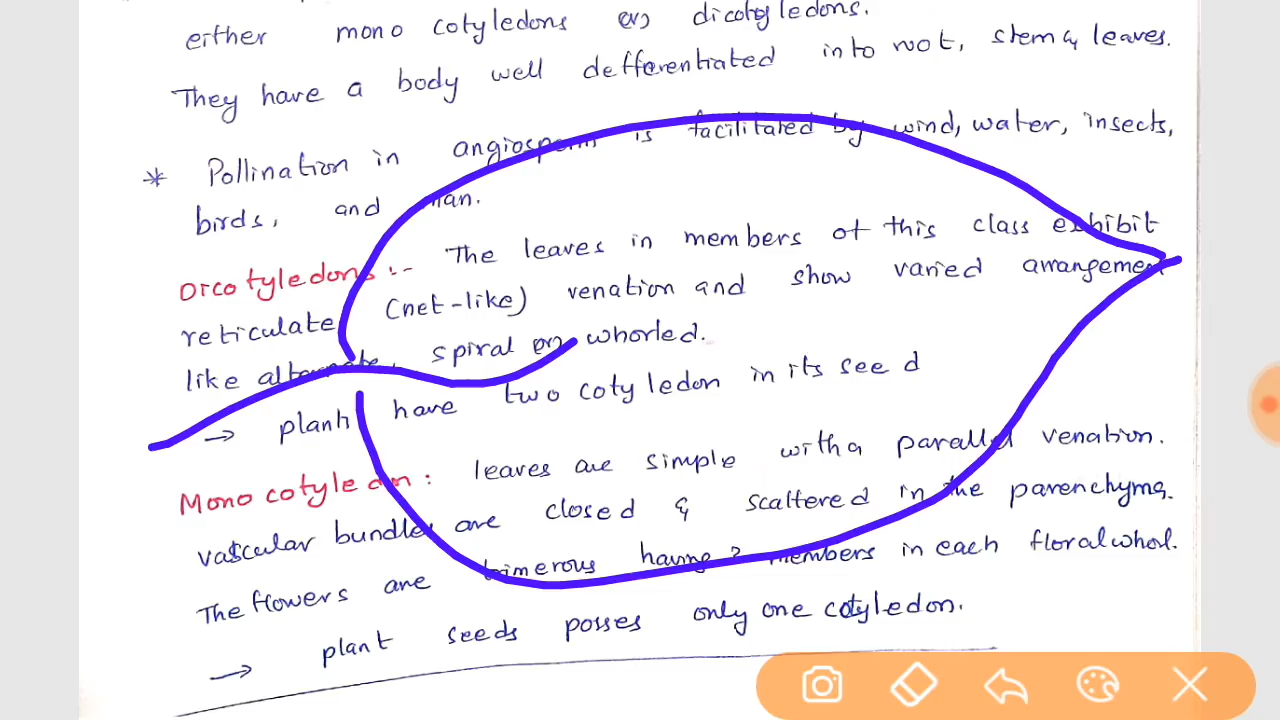 either mono cotyledons (or) dicotyledons.
They have a body well defferentiated into root, stem & leaves.
* Pollination in angiosperm is facilitated by wind, water, insects,
birds, and man.
Dicotyledons :- The leaves in members of this class exhibit
reticulate (net-like) venation and show varied arrangement
like alternate, spiral (or) whorled.
→ plant have two cotyledon in its seed
Mono cotyledon : leaves are simple with a parallel venation.
vascular bundles are closed & scattered in the parenchyma.
The flowers are trimerous having 3 members in each floral whorl.
→ plant seeds posses only one cotyledon.